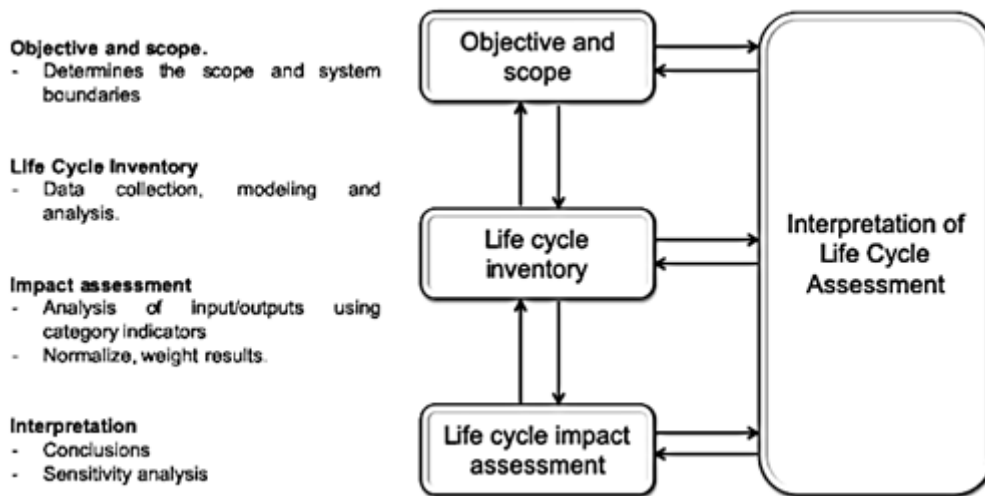 Objective and scope.
- Determines the scope and system
boundaries
Life Cycle Inventory
- Data collection, modeling and
analysis.
Impact assessment
- Analysis of input/outputs using
category indicators
- Normalize, weight results.
Interpretation
- Conclusions
- Sensitivity analysis
Objective and
scope
Life cycle
inventory
Life cycle impact
assessment
Interpretation of
Life Cycle
Assessment